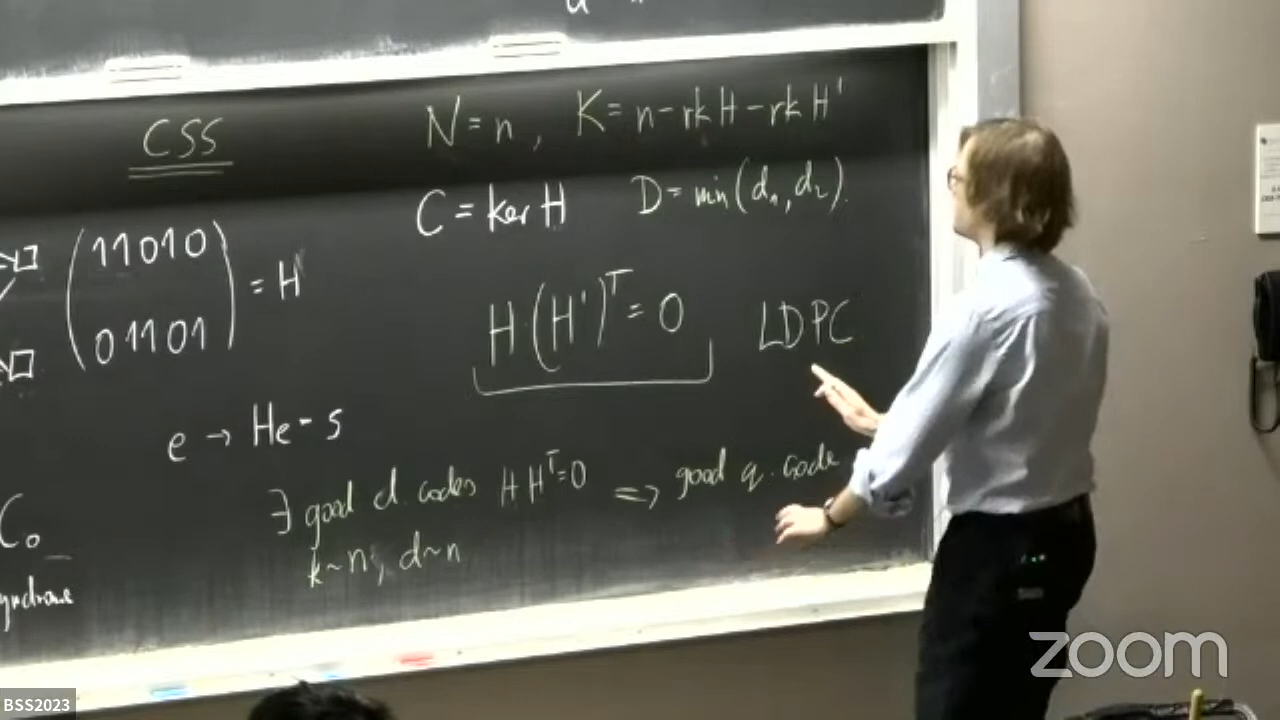 CSS
N = n, K = n - rk H - rk H'
C = ker H D = min(d₁, d₂).
(11010
01101) = H
H(H')ᵀ = 0 LDPC
e → He = s
∃ good cl. codes H Hᵀ = 0 ⟹ good q. code
k ~ n, d ~ n
C₀
zoom
BSS2023